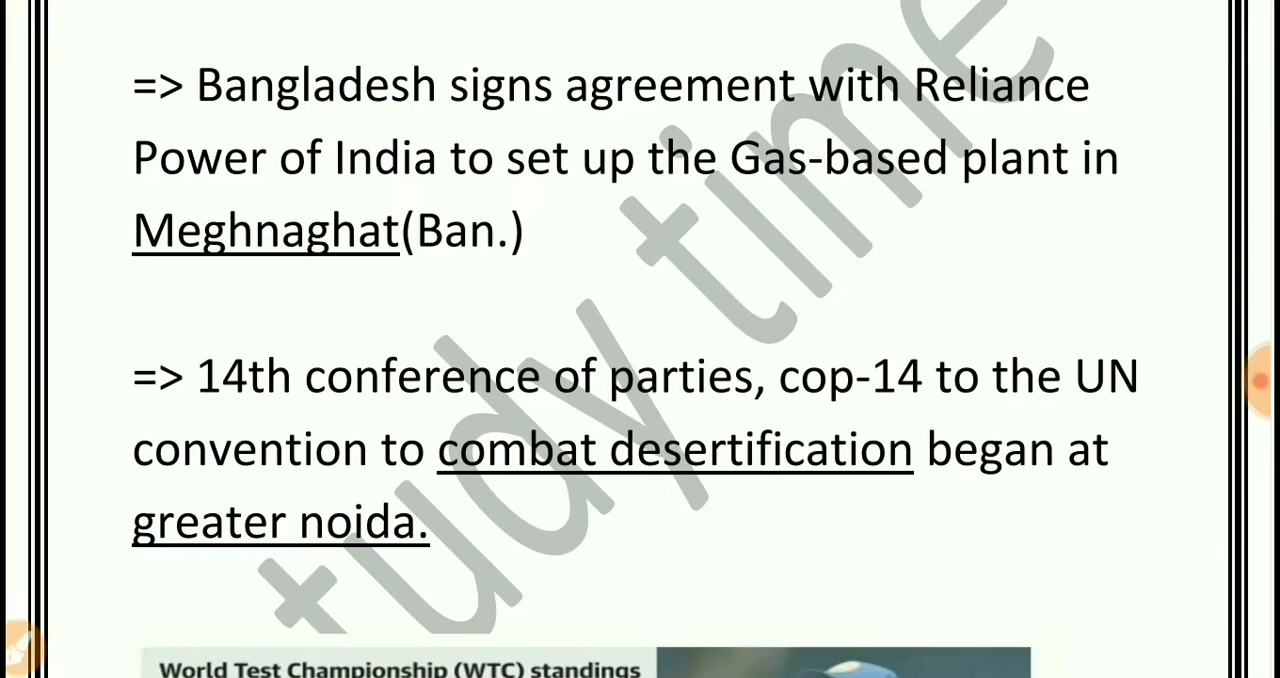 => Bangladesh signs agreement with Reliance
Power of India to set up the Gas-based plant in
Meghnaghat(Ban.)
=> 14th conference of parties, cop-14 to the UN
convention to combat desertification began at
greater noida.
tudy time
World Test Championship (WTC) standings